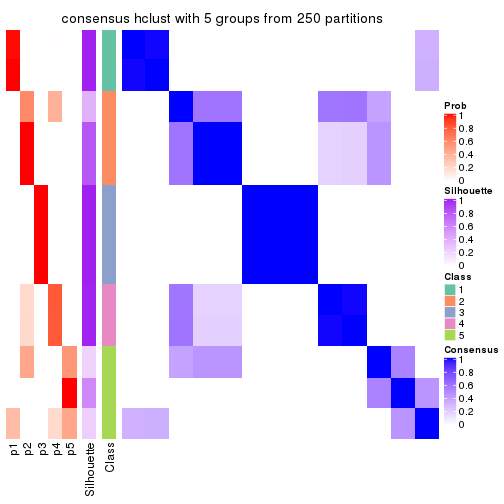 consensus hclust with 5 groups from 250 partitions
Prob
1
0.8
0.6
0.4
0.2
0
Silhouette
1
0.8
0.6
0.4
0.2
0
Class
1
2
3
4
5
Consensus
1
0.8
0.6
0.4
0.2
0
p1
p2
p3
p4
p5
Silhouette
Class